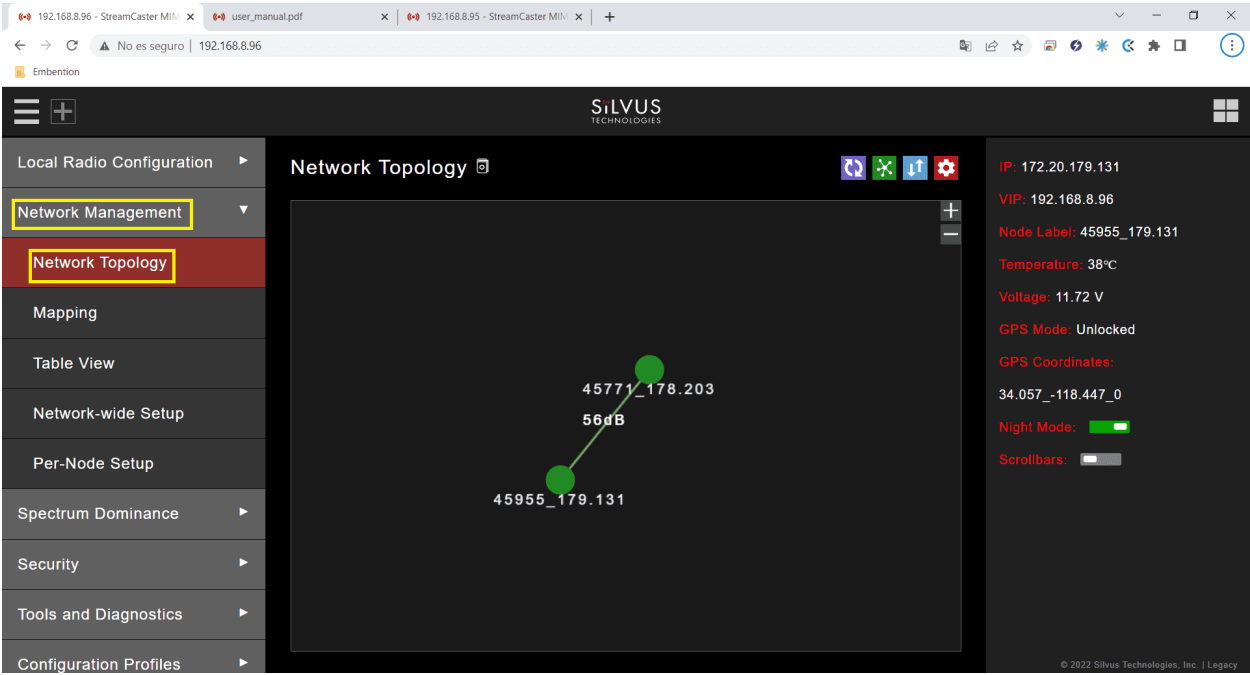 192.168.8.96 - StreamCaster MIM
user_manual.pdf
192.168.8.95 - StreamCaster MIM
No es seguro
192.168.8.96
Embention
SiLVUS
TECHNOLOGIES
Local Radio Configuration
Network Management
Network Topology
Mapping
Table View
Network-wide Setup
Per-Node Setup
Spectrum Dominance
Security
Tools and Diagnostics
Configuration Profiles
Network Topology
45771_178.203
56dB
45955_179.131
IP: 172.20.179.131
VIP: 192.168.8.96
Node Label: 45955_179.131
Temperature: 38°C
Voltage: 11.72 V
GPS Mode: Unlocked
GPS Coordinates:
34.057_-118.447_0
Night Mode:
Scrollbars:
© 2022 Silvus Technologies, Inc. | Legacy